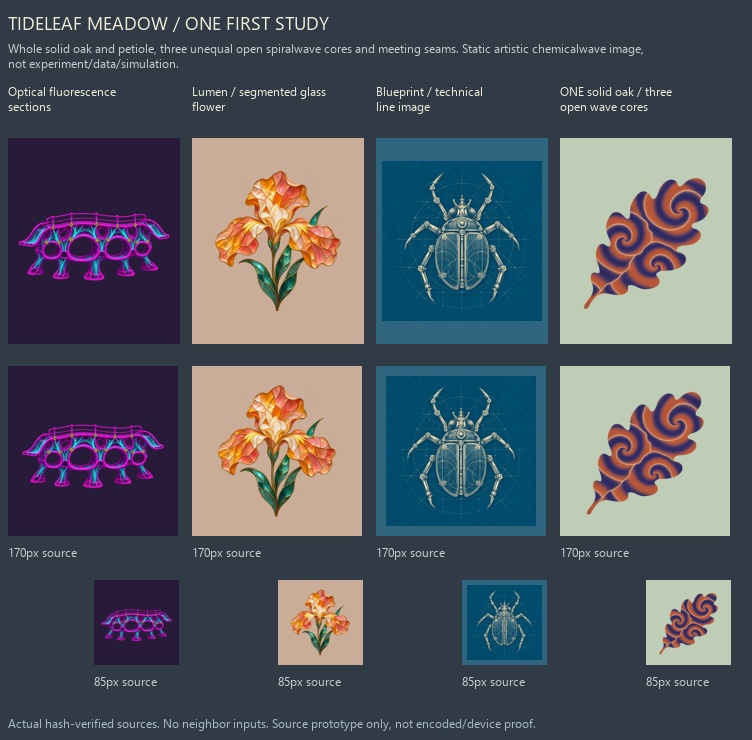 TIDELEAF MEADOW / ONE FIRST STUDY
Whole solid oak and petiole, three unequal open spiralwave cores and meeting seams. Static artistic chemicalwave image,
not experiment/data/simulation.
Optical fluorescence
sections
Lumen / segmented glass
flower
Blueprint / technical
line image
ONE solid oak / three
open wave cores
170px source
170px source
170px source
170px source
85px source
85px source
85px source
85px source
Actual hash-verified sources. No neighbor inputs. Source prototype only, not encoded/device proof.